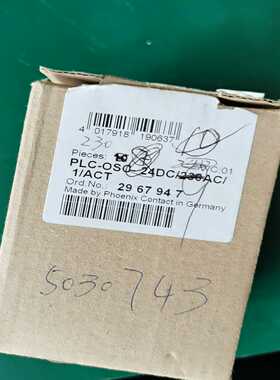 4 017918 190637
230
Pieces: 10
PLC-OSC 24DC/230AC/
1/ACT
Ord.No.: 29 67 94 7
Made by Phoenix Contact in Germany
5030743